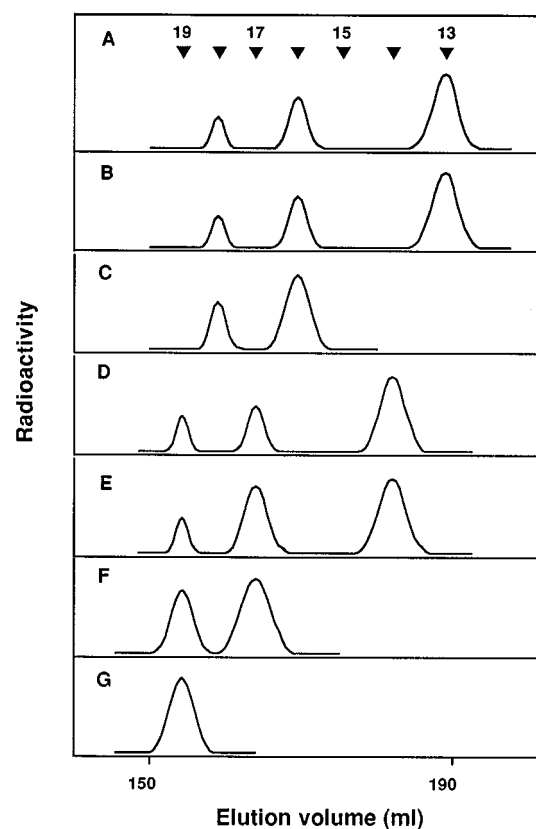 A
19 17 15 13
B
C
D
E
F
G
Radioactivity
150 190
Elution volume (ml)